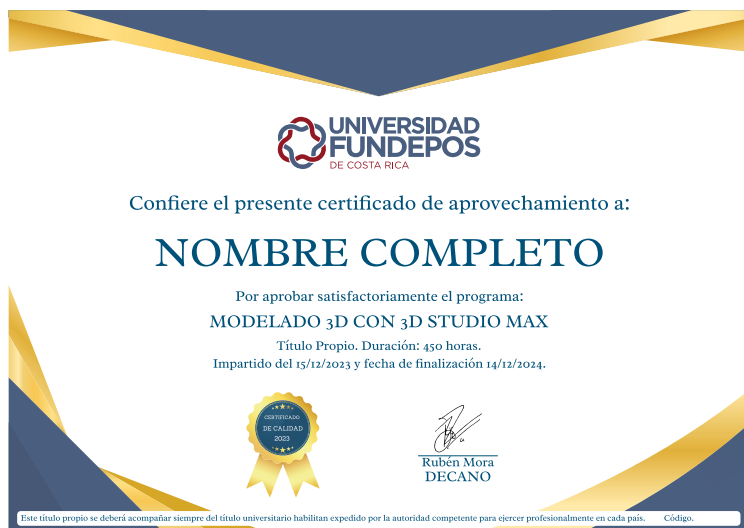 UNIVERSIDAD
FUNDEPOS
DE COSTA RICA
Confiere el presente certificado de aprovechamiento a:
NOMBRE COMPLETO
Por aprobar satisfactoriamente el programa:
MODELADO 3D CON 3D STUDIO MAX
Título Propio. Duración: 450 horas.
Impartido del 15/12/2023 y fecha de finalización 14/12/2024.
CERTIFICADO
DE CALIDAD
2023
Rubén Mora
DECANO
Este título propio se deberá acompañar siempre del título universitario habilitan expedido por la autoridad competente para ejercer profesionalmente en cada país. Código.